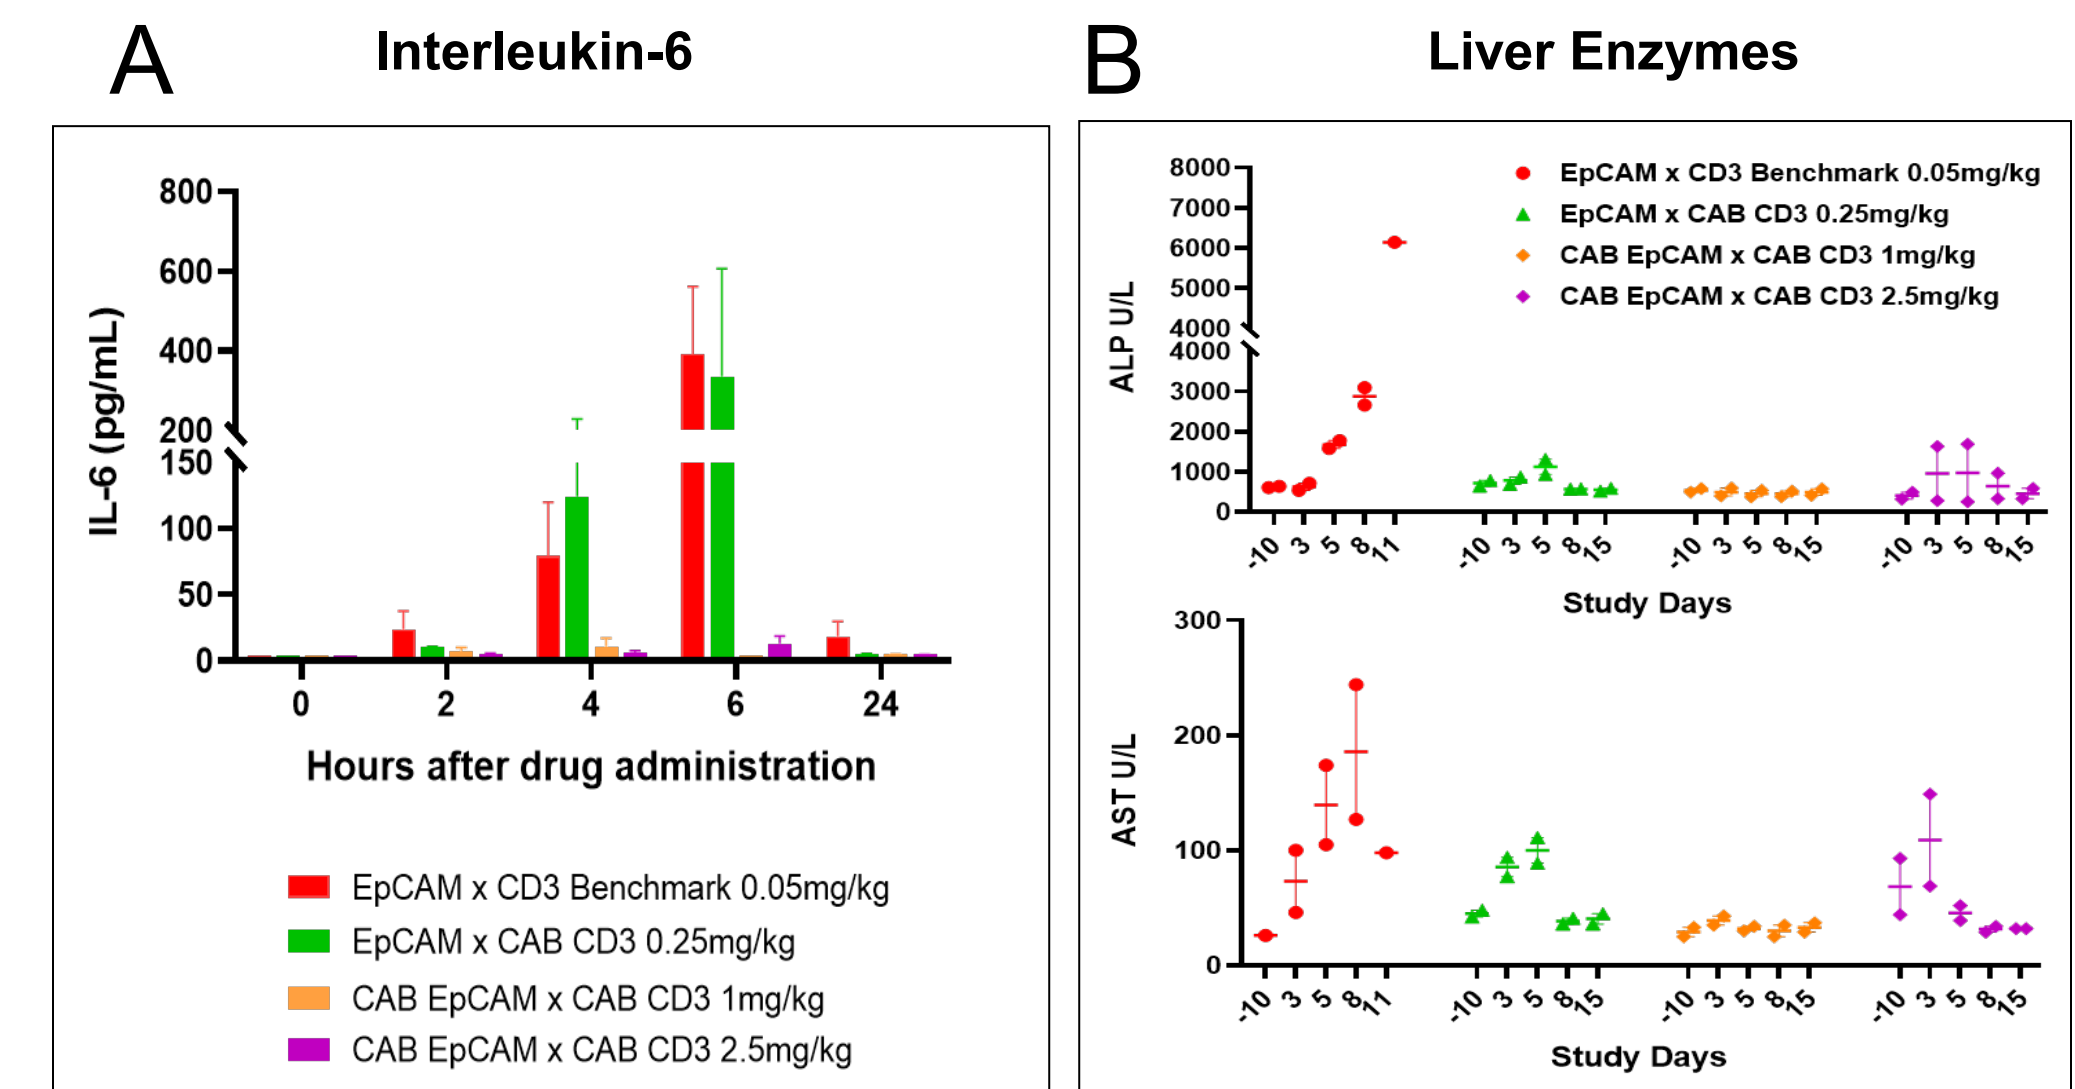 A
Interleukin-6
800
600
400
200
150
100
50
0
IL-6 (pg/mL)
0 2 4 6 24
Hours after drug administration
EpCAM x CD3 Benchmark 0.05mg/kg
EpCAM x CAB CD3 0.25mg/kg
CAB EpCAM x CAB CD3 1mg/kg
CAB EpCAM x CAB CD3 2.5mg/kg
B
Liver Enzymes
8000
7000
6000
5000
4000
4000
3000
2000
1000
0
ALP U/L
EpCAM x CD3 Benchmark 0.05mg/kg
EpCAM x CAB CD3 0.25mg/kg
CAB EpCAM x CAB CD3 1mg/kg
CAB EpCAM x CAB CD3 2.5mg/kg
-10 3 5 8 11 -10 3 5 8 15 -10 3 5 8 15 -10 3 5 8 15
Study Days
300
200
100
0
AST U/L
-10 3 5 8 11 -10 3 5 8 15 -10 3 5 8 15 -10 3 5 8 15
Study Days